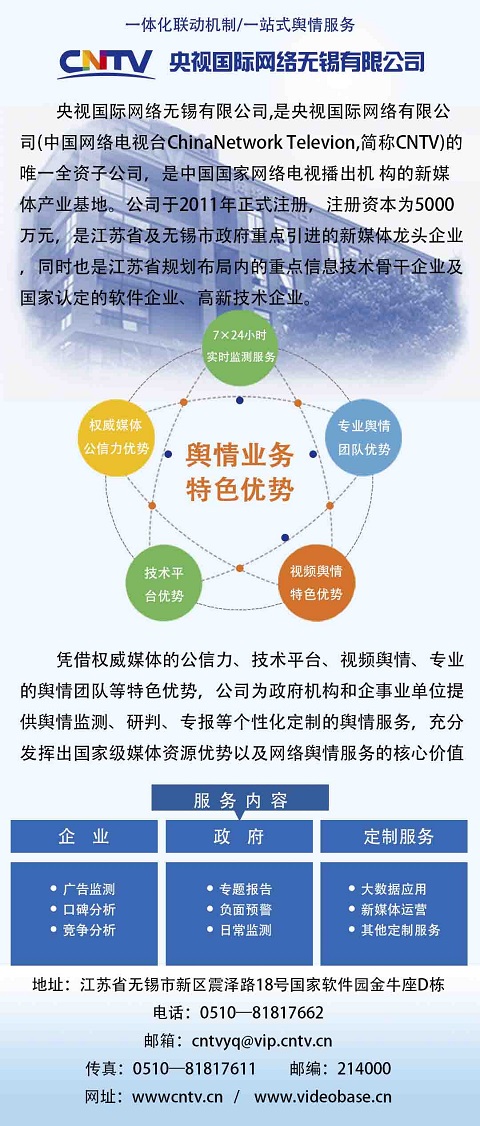 一体化联动机制/一站式舆情服务
CNTV 央视国际网络无锡有限公司
央视国际网络无锡有限公司,是央视国际网络有限公
司(中国网络电视台ChinaNetwork Televion,简称CNTV)的
唯一全资子公司，是中国国家网络电视播出机 构的新媒
体产业基地。公司于2011年正式注册，注册资本为5000
万元，是江苏省及无锡市政府重点引进的新媒体龙头企业
，同时也是江苏省规划布局内的重点信息技术骨干企业及
国家认定的软件企业、高新技术企业。
7×24小时
实时监测服务
权威媒体
公信力优势
专业舆情
团队优势
舆情业务
特色优势
技术平
台优势
视频舆情
特色优势
凭借权威媒体的公信力、技术平台、视频舆情、专业
的舆情团队等特色优势，公司为政府机构和企事业单位提
供舆情监测、研判、专报等个性化定制的舆情服务，充分
发挥出国家级媒体资源优势以及网络舆情服务的核心价值
服务内容
企 业
政 府
定制服务
• 广告监测
• 口碑分析
• 竞争分析
• 专题报告
• 负面预警
• 日常监测
• 大数据应用
• 新媒体运营
• 其他定制服务
地址：江苏省无锡市新区震泽路18号国家软件园金牛座D栋
电话：0510—81817662
邮箱：cntvyq@vip.cntv.cn
传真：0510—81817611 邮编：214000
网址：wwwcntv.cn / www.videobase.cn